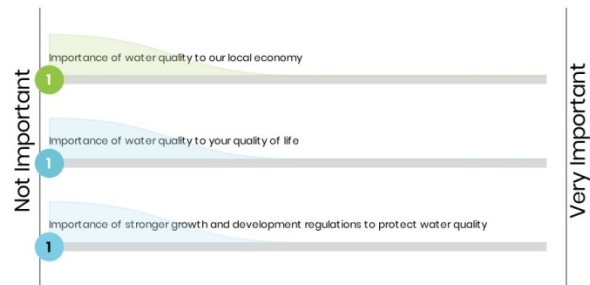 Not Important
Importance of water quality to our local economy
1
Importance of water quality to your quality of life
1
Importance of stronger growth and development regulations to protect water quality
1
Very Important